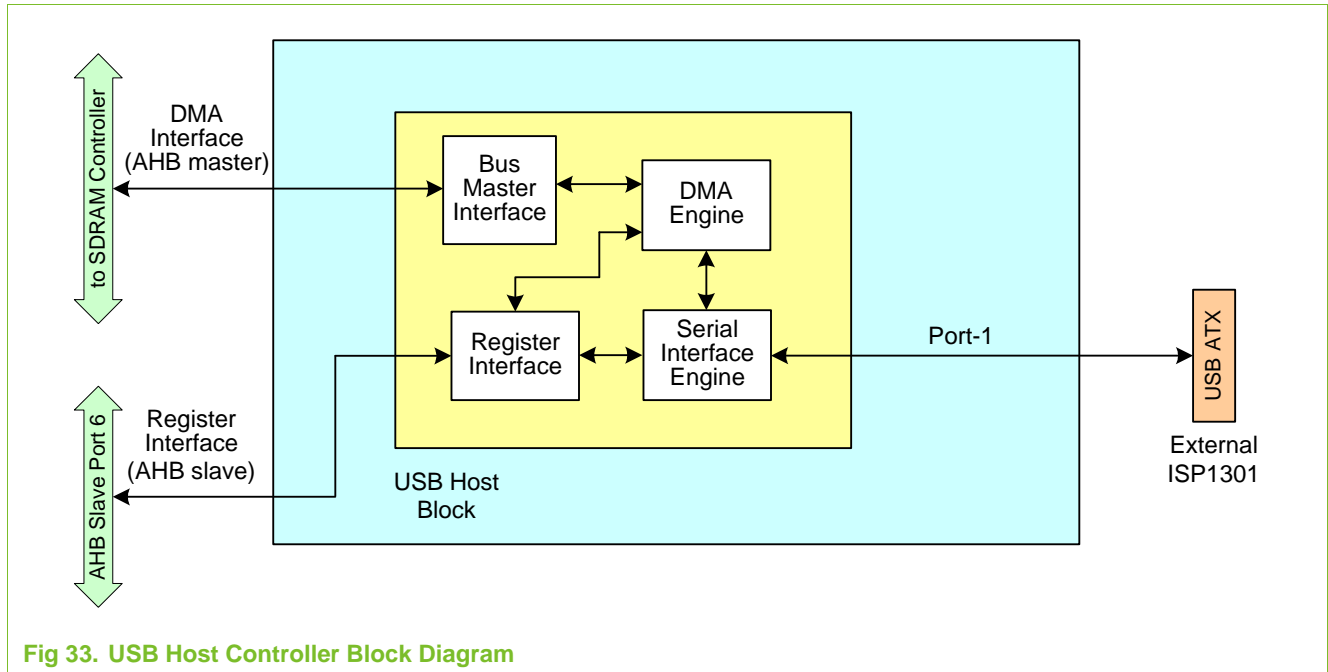 to SDRAM Controller
DMA
Interface
(AHB master)
Bus
Master
Interface
DMA
Engine
Register
Interface
Serial
Interface
Engine
Port-1
USB ATX
External
ISP1301
AHB Slave Port 6
Register
Interface
(AHB slave)
USB Host
Block
Fig 33. USB Host Controller Block Diagram